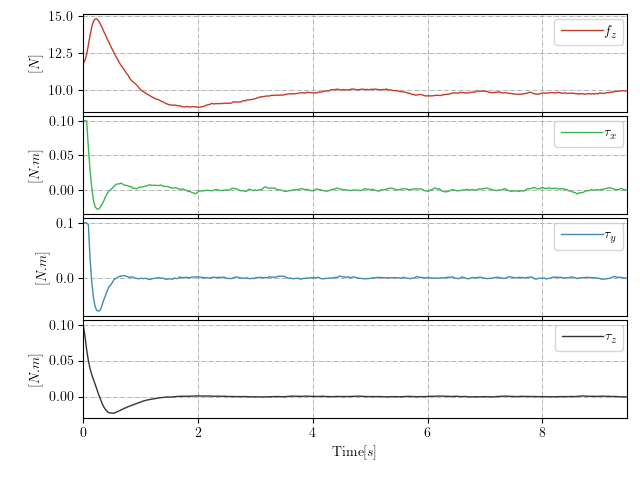 15.0
12.5
10.0
[N]
f_z
0.10
0.05
0.00
[N.m]
τ_x
0.1
0.0
[N.m]
τ_y
0.10
0.05
0.00
[N.m]
τ_z
0 2 4 6 8
Time[s]